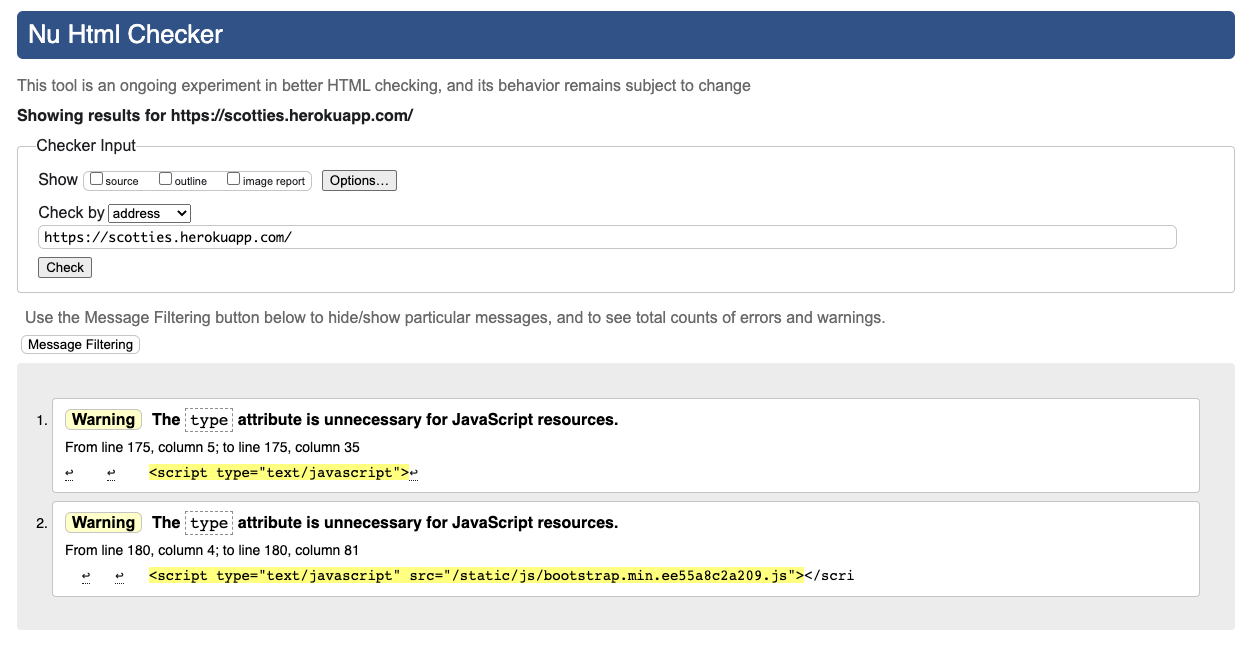 Nu Html Checker
This tool is an ongoing experiment in better HTML checking, and its behavior remains subject to change
Showing results for https://scotties.herokuapp.com/
Checker Input
Show source outline image report Options...
Check by address
https://scotties.herokuapp.com/
Check
Use the Message Filtering button below to hide/show particular messages, and to see total counts of errors and warnings.
Message Filtering
1. Warning The type attribute is unnecessary for JavaScript resources.
From line 175, column 5; to line 175, column 35
↩ ↩ <script type="text/javascript">↩
2. Warning The type attribute is unnecessary for JavaScript resources.
From line 180, column 4; to line 180, column 81
↩ ↩ <script type="text/javascript" src="/static/js/bootstrap.min.ee55a8c2a209.js"></scri